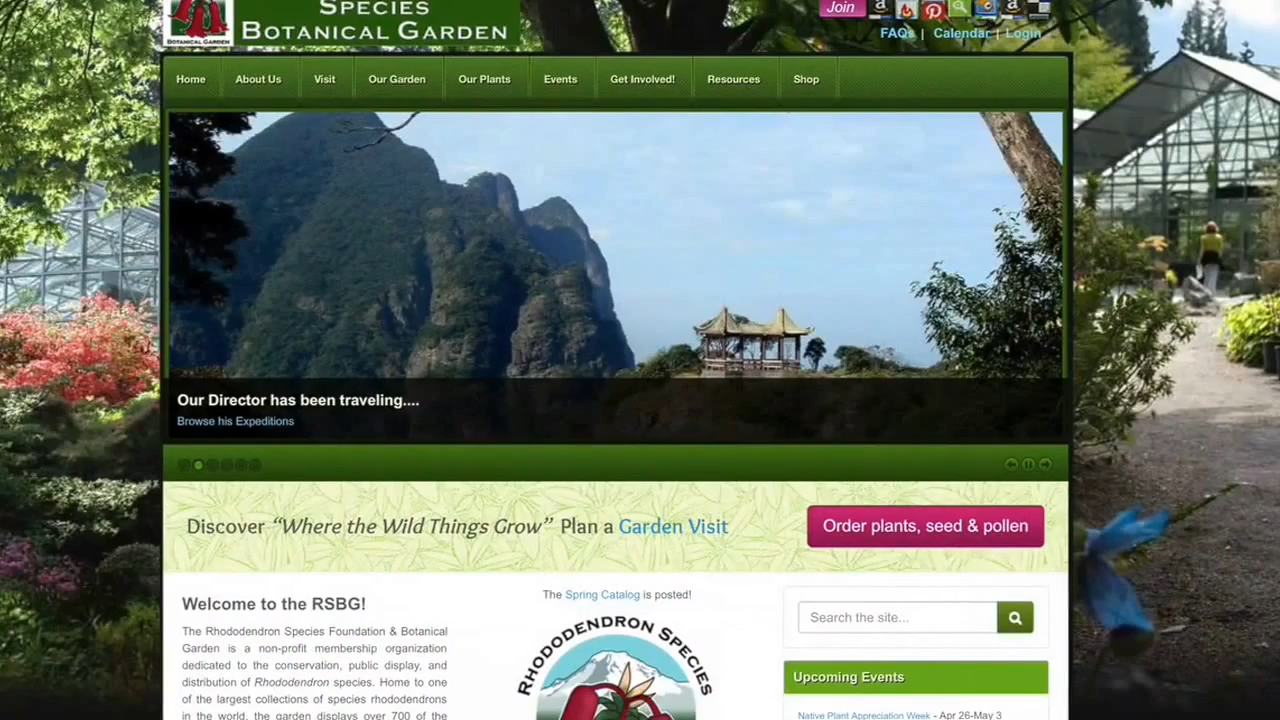 SPECIES
BOTANICAL GARDEN
BOTANICAL GARDEN
Join
FAQs | Calendar | Login
Home About Us Visit Our Garden Our Plants Events Get Involved! Resources Shop
Our Director has been traveling....
Browse his Expeditions
Discover “Where the Wild Things Grow” Plan a Garden Visit
Order plants, seed & pollen
Welcome to the RSBG!
The Rhododendron Species Foundation & Botanical
Garden is a non-profit membership organization
dedicated to the conservation, public display, and
distribution of Rhododendron species. Home to one
of the largest collections of species rhododendrons
in the world, the garden displays over 700 of the
The Spring Catalog is posted!
RHODODENDRON SPECIES
Search the site...
Upcoming Events
Native Plant Appreciation Week - Apr 26-May 3